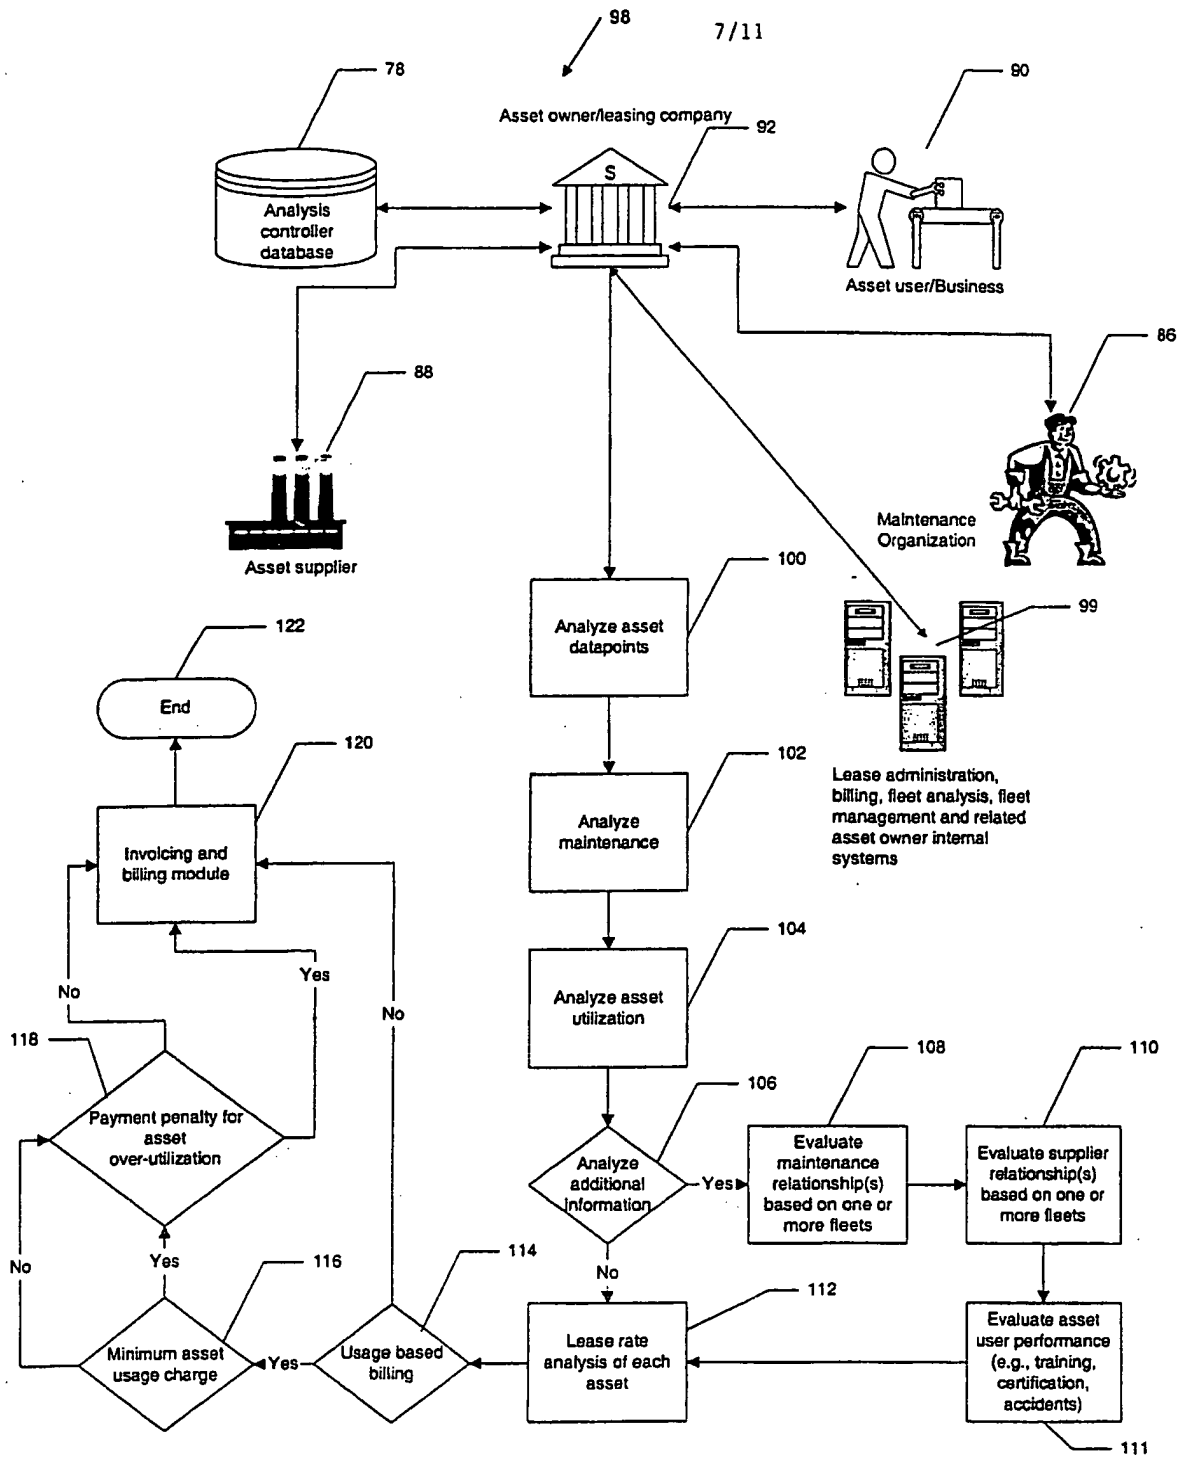 98
7/11
78
90
Asset owner/leasing company
92
S
Analysis
controller
database
Asset user/Business
86
88
Maintenance
Organization
Asset supplier
100
99
Analyze asset
datapoints
122
End
120
102
Lease administration,
billing, fleet analysis, fleet
management and related
asset owner internal
systems
Analyze
maintenance
Invoicing and
billing module
104
Yes
No
No
Analyze asset
utilization
118
108
110
106
Payment penalty for
asset
over-utilization
Evaluate
maintenance
relationship(s)
based on one or
more fleets
Evaluate supplier
relationship(s)
based on one or
more fleets
Analyze
additional
information
Yes
No
Yes
116
114
No
112
Minimum asset
usage charge
Yes
Usage based
billing
Lease rate
analysis of each
asset
Evaluate asset
user performance
(e.g., training,
certification,
accidents)
111